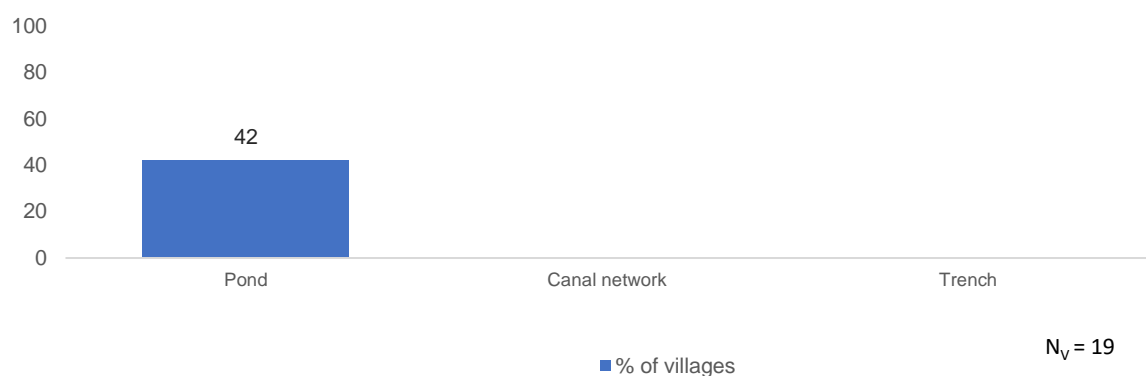 100
80
60
40
20
0
42
Pond Canal network Trench
% of villages
Nᵥ = 19